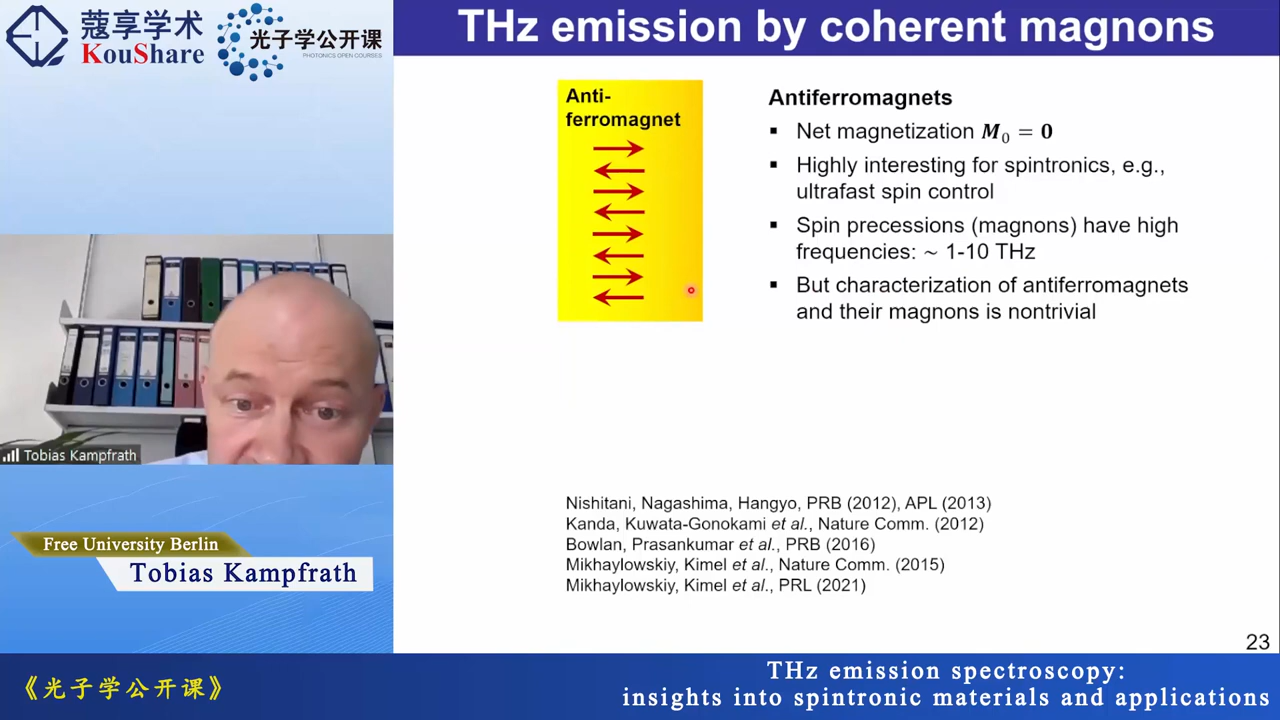 蔻享学术
KouShare
光子学公开课
PHOTONICS OPEN COURSES
THz emission by coherent magnons
Anti-
ferromagnet
Antiferromagnets
▪ Net magnetization M₀ = 0
▪ Highly interesting for spintronics, e.g.,
ultrafast spin control
▪ Spin precessions (magnons) have high
frequencies: ~ 1-10 THz
▪ But characterization of antiferromagnets
and their magnons is nontrivial
Tobias Kampfrath
Free University Berlin
Tobias Kampfrath
Nishitani, Nagashima, Hangyo, PRB (2012), APL (2013)
Kanda, Kuwata-Gonokami et al., Nature Comm. (2012)
Bowlan, Prasankumar et al., PRB (2016)
Mikhaylowskiy, Kimel et al., Nature Comm. (2015)
Mikhaylowskiy, Kimel et al., PRL (2021)
23
《光子学公开课》
THz emission spectroscopy:
insights into spintronic materials and applications